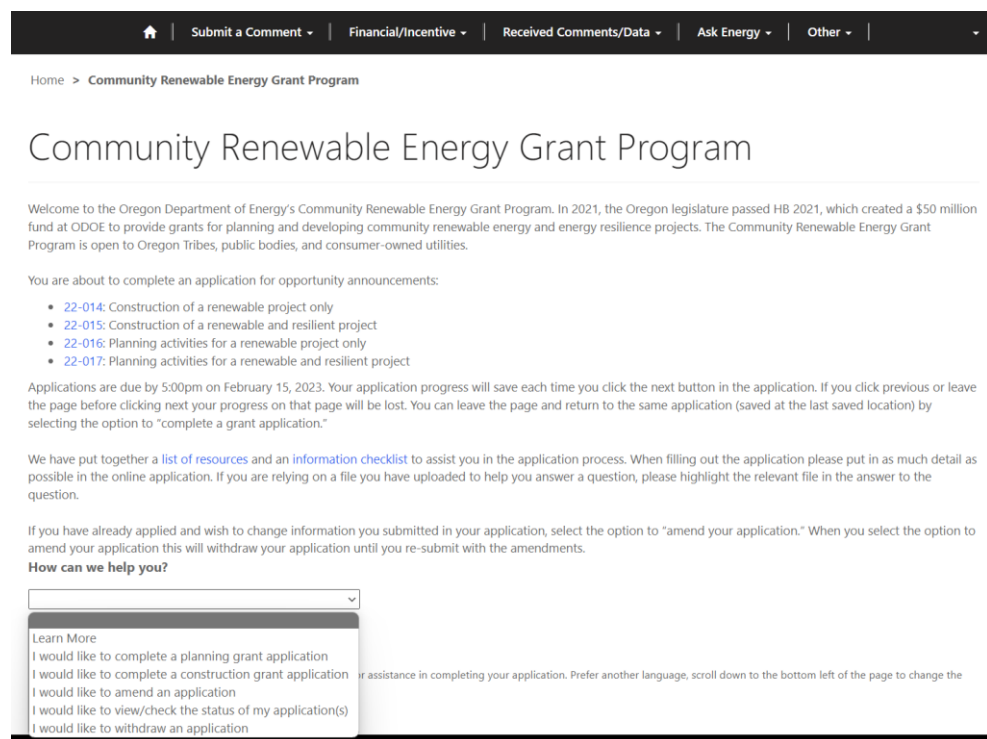 Submit a Comment
Financial/Incentive
Received Comments/Data
Ask Energy
Other
Home > Community Renewable Energy Grant Program
Community Renewable Energy Grant Program
Welcome to the Oregon Department of Energy's Community Renewable Energy Grant Program. In 2021, the Oregon legislature passed HB 2021, which created a $50 million
fund at ODOE to provide grants for planning and developing community renewable energy and energy resilience projects. The Community Renewable Energy Grant
Program is open to Oregon Tribes, public bodies, and consumer-owned utilities.
You are about to complete an application for opportunity announcements:
• 22-014: Construction of a renewable project only
• 22-015: Construction of a renewable and resilient project
• 22-016: Planning activities for a renewable project only
• 22-017: Planning activities for a renewable and resilient project
Applications are due by 5:00pm on February 15, 2023. Your application progress will save each time you click the next button in the application. If you click previous or leave
the page before clicking next your progress on that page will be lost. You can leave the page and return to the same application (saved at the last saved location) by
selecting the option to "complete a grant application."
We have put together a list of resources and an information checklist to assist you in the application process. When filling out the application please put in as much detail as
possible in the online application. If you are relying on a file you have uploaded to help you answer a question, please highlight the relevant file in the answer to the
question.
If you have already applied and wish to change information you submitted in your application, select the option to "amend your application." When you select the option to
amend your application this will withdraw your application until you re-submit with the amendments.
How can we help you?
Learn More
I would like to complete a planning grant application
I would like to complete a construction grant application
assistance in completing your application. Prefer another language, scroll down to the bottom left of the page to change the
I would like to amend an application
I would like to view/check the status of my application(s)
I would like to withdraw an application